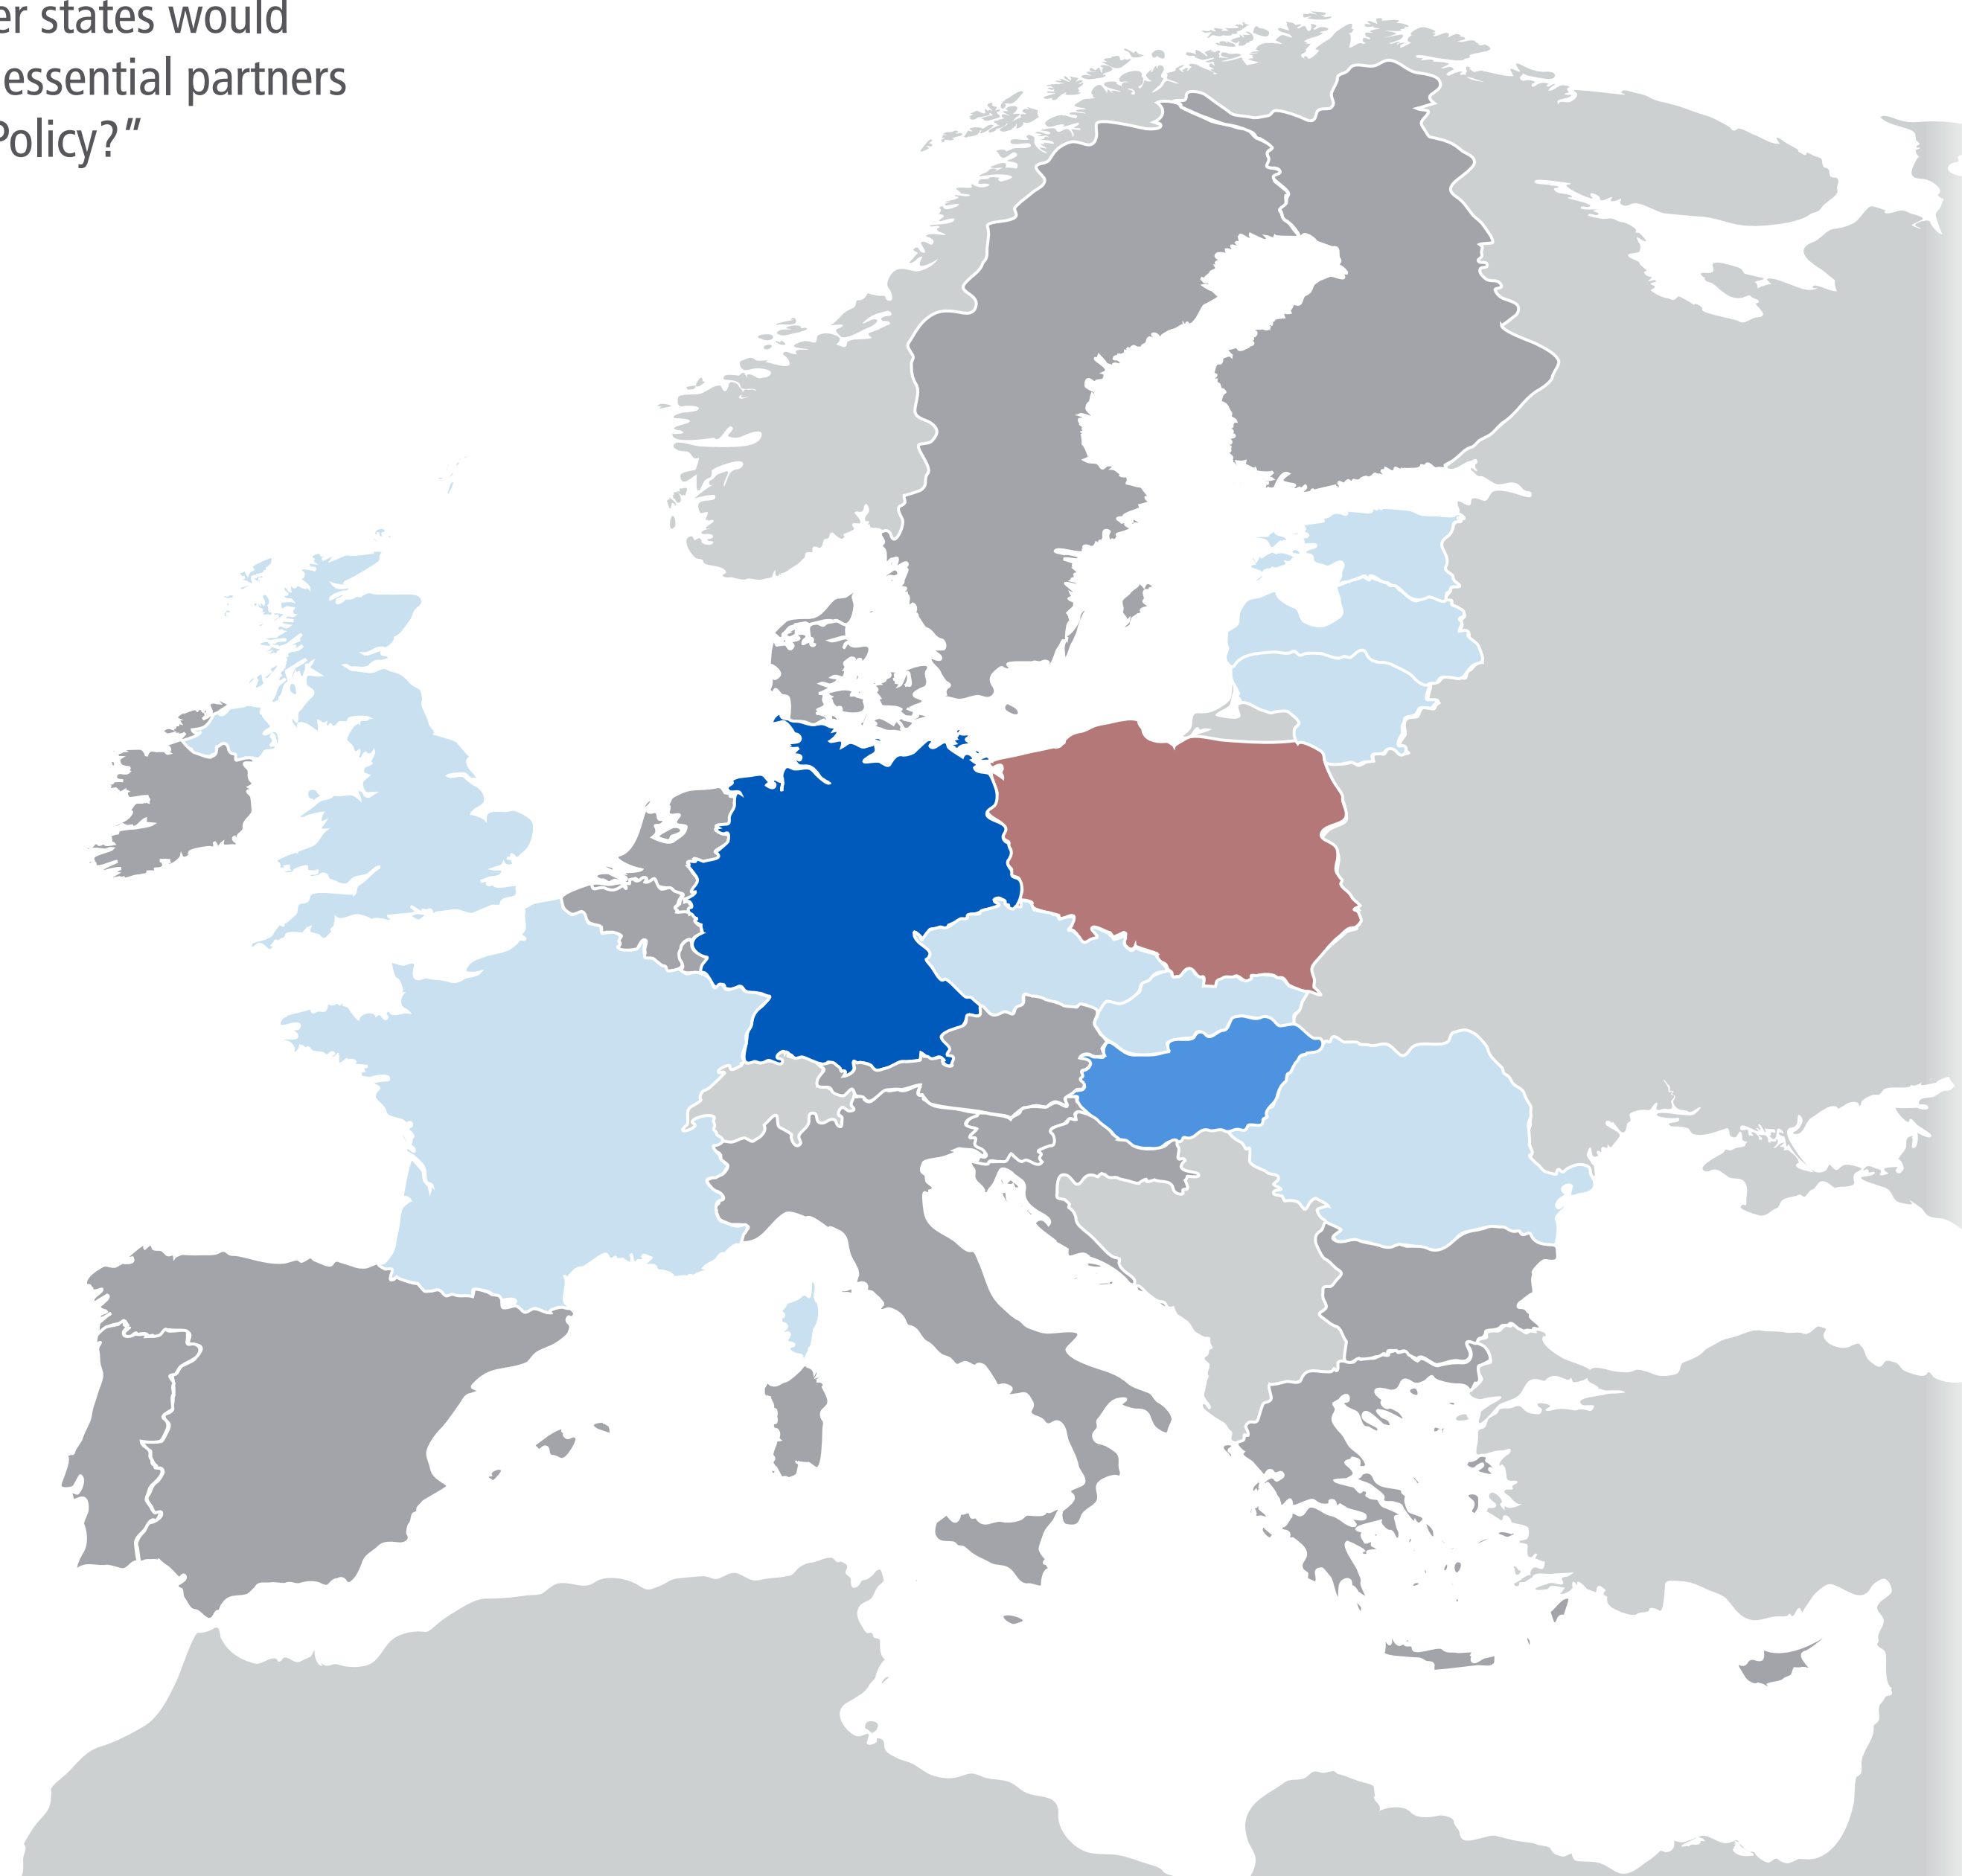 er states would
essential partners
Policy?”